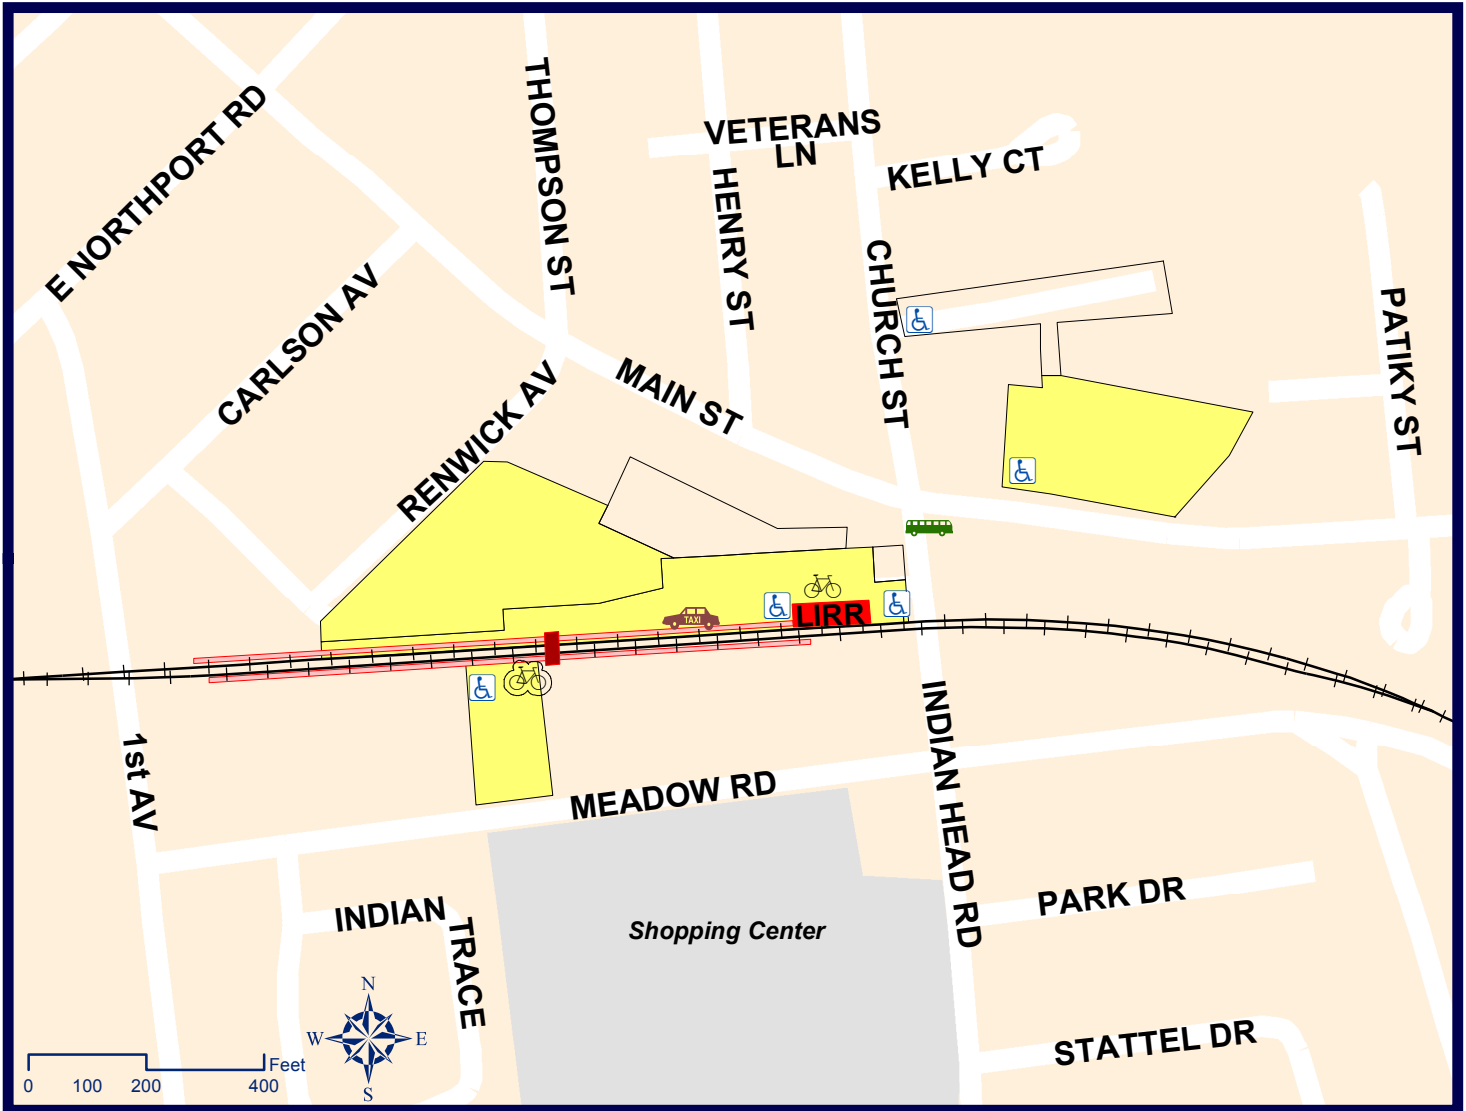 E NORTHPORT RD
THOMPSON ST
VETERANS
LN
KELLY CT
HENRY ST
CHURCH ST
PATIKY ST
CARLSON AV
RENWICK AV
MAIN ST
TAXI
LIRR
1st AV
MEADOW RD
INDIAN HEAD RD
INDIAN
TRACE
Shopping Center
PARK DR
STATTEL DR
N
W
E
S
Feet
0 100 200 400